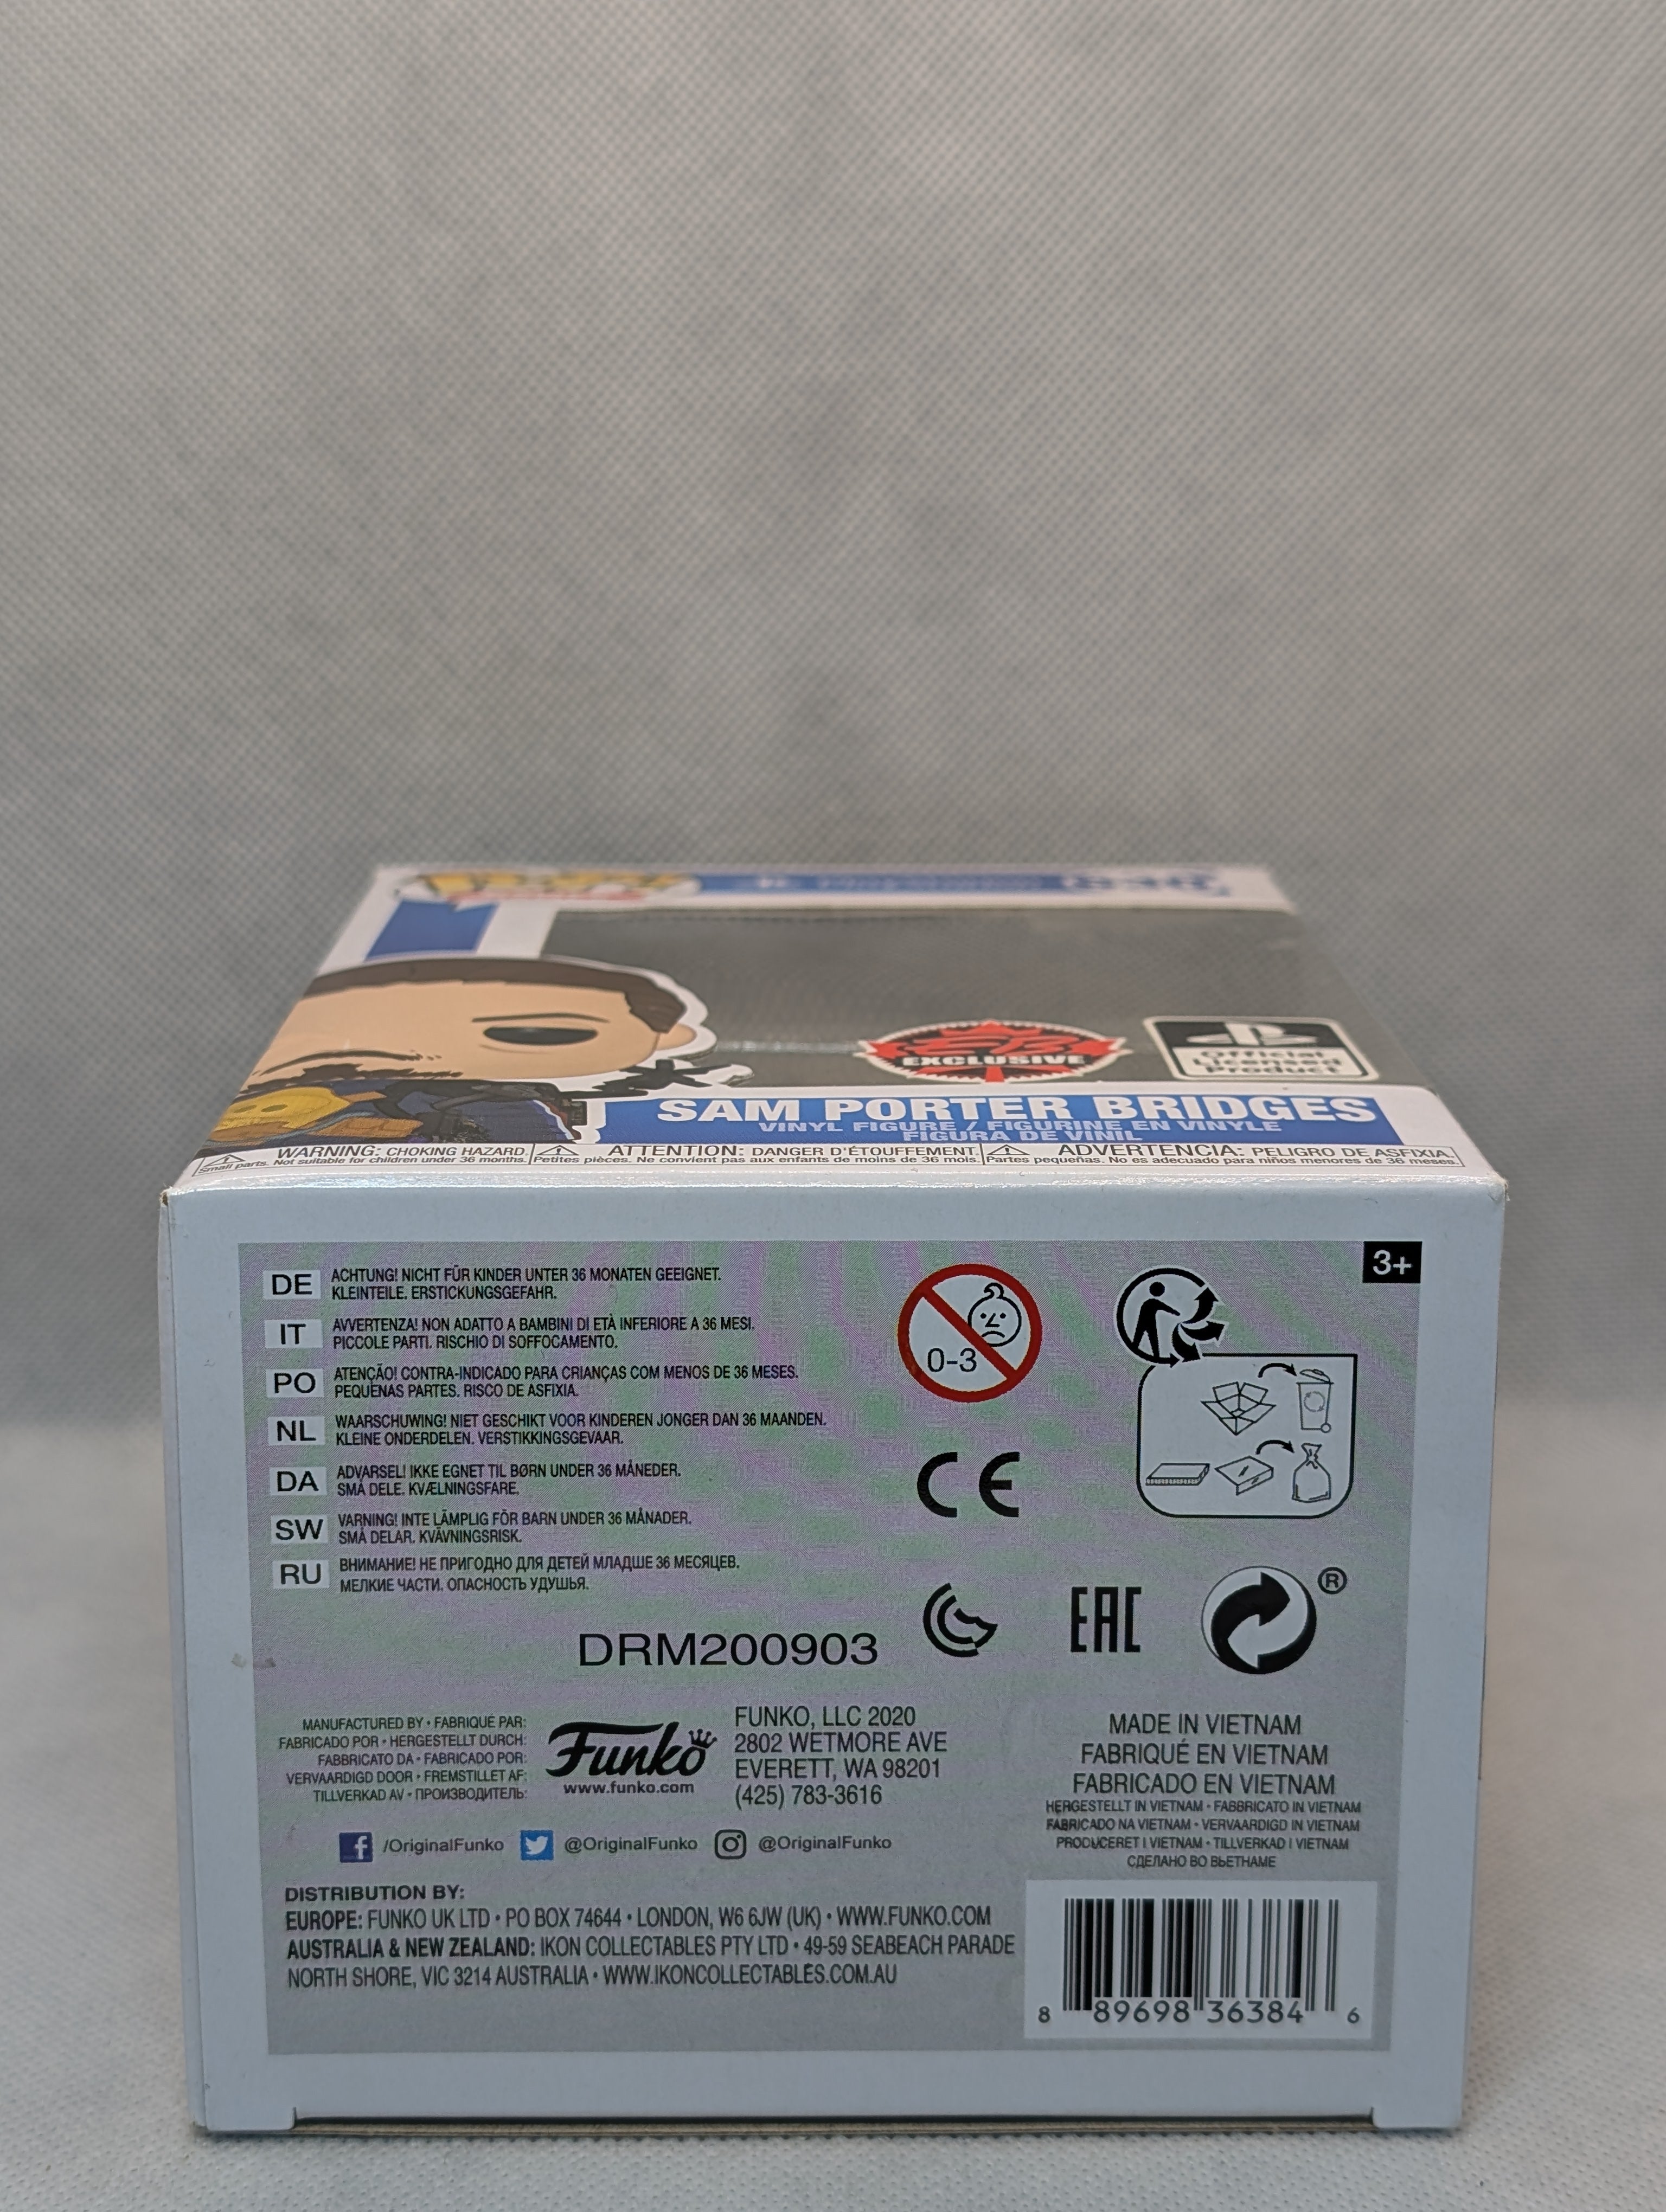 EB
EXCLUSIVE
Official
Licensed
Product
SAM PORTER BRIDGES
VINYL FIGURE / FIGURINE EN VINYLE
FIGURA DE VINIL
WARNING: CHOKING HAZARD.
Small parts. Not suitable for children under 36 months.
ATTENTION: DANGER D'ÉTOUFFEMENT.
Petites pièces. Ne convient pas aux enfants de moins de 36 mois.
ADVERTENCIA: PELIGRO DE ASFIXIA.
Partes pequeñas. No es adecuado para niños menores de 36 meses.
3+
DE ACHTUNG! NICHT FÜR KINDER UNTER 36 MONATEN GEEIGNET.
KLEINTEILE. ERSTICKUNGSGEFAHR.
IT AVVERTENZA! NON ADATTO A BAMBINI DI ETÀ INFERIORE A 36 MESI.
PICCOLE PARTI. RISCHIO DI SOFFOCAMENTO.
PO ATENÇÃO! CONTRA-INDICADO PARA CRIANÇAS COM MENOS DE 36 MESES.
PEQUENAS PARTES. RISCO DE ASFIXIA.
NL WAARSCHUWING! NIET GESCHIKT VOOR KINDEREN JONGER DAN 36 MAANDEN.
KLEINE ONDERDELEN. VERSTIKKINGSGEVAAR.
DA ADVARSEL! IKKE EGNET TIL BØRN UNDER 36 MÅNEDER.
SMÅ DELE. KVÆLNINGSFARE.
SW VARNING! INTE LÄMPLIG FÖR BARN UNDER 36 MÅNADER.
SMÅ DELAR. KVÄVNINGSRISK.
RU ВНИМАНИЕ! НЕ ПРИГОДНО ДЛЯ ДЕТЕЙ МЛАДШЕ 36 МЕСЯЦЕВ.
МЕЛКИЕ ЧАСТИ. ОПАСНОСТЬ УДУШЬЯ.
0-3
CE
EAC
®
DRM200903
MANUFACTURED BY • FABRIQUÉ PAR:
FABRICADO POR • HERGESTELLT DURCH:
FABBRICATO DA • FABRICADO POR:
VERVAARDIGD DOOR • FREMSTILLET AF:
TILLVERKAD AV • ПРОИЗВОДИТЕЛЬ:
Funko
www.funko.com
FUNKO, LLC 2020
2802 WETMORE AVE
EVERETT, WA 98201
(425) 783-3616
MADE IN VIETNAM
FABRIQUÉ EN VIETNAM
FABRICADO EN VIETNAM
HERGESTELLT IN VIETNAM • FABBRICATO IN VIETNAM
FABRICADO NA VIETNAM • VERVAARDIGD IN VIETNAM
PRODUCERET I VIETNAM • TILLVERKAD I VIETNAM
СДЕЛАНО ВО ВЬЕТНАМЕ
/OriginalFunko @OriginalFunko @OriginalFunko
DISTRIBUTION BY:
EUROPE: FUNKO UK LTD • PO BOX 74644 • LONDON, W6 6JW (UK) • WWW.FUNKO.COM
AUSTRALIA & NEW ZEALAND: IKON COLLECTABLES PTY LTD • 49-59 SEABEACH PARADE
NORTH SHORE, VIC 3214 AUSTRALIA • WWW.IKONCOLLECTABLES.COM.AU
8 89698 36384 6